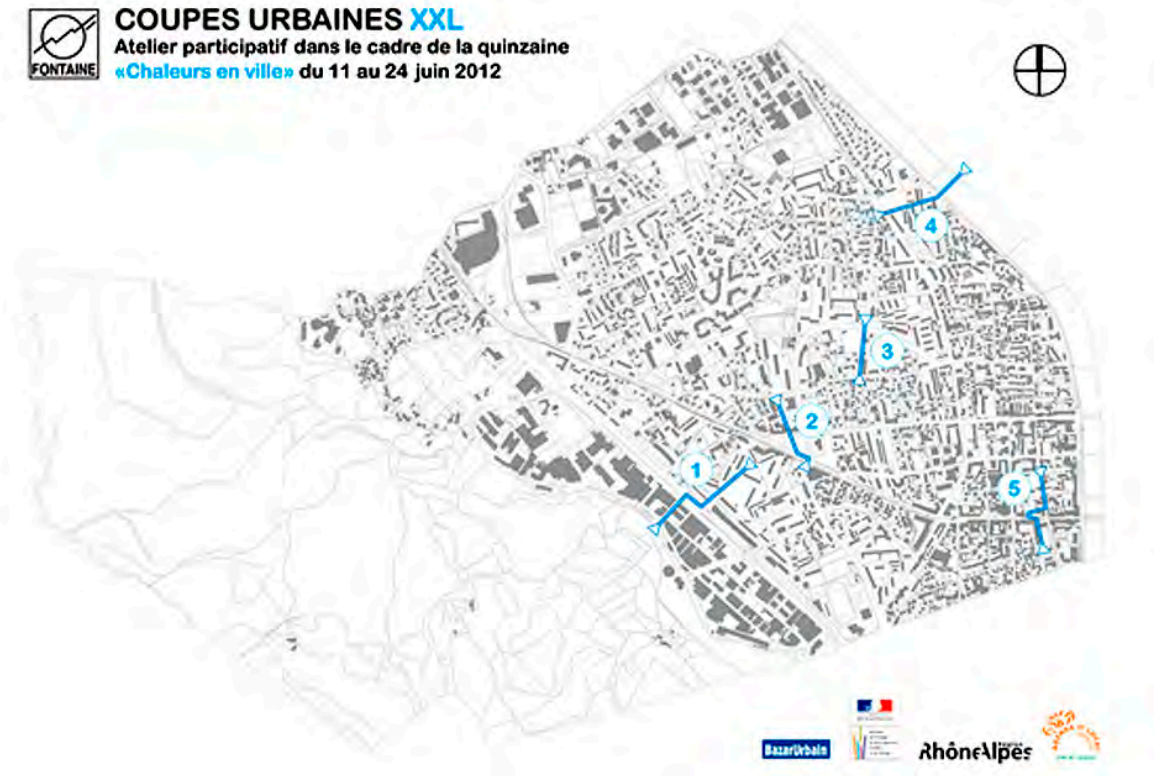 COUPES URBAINES XXL
Atelier participatif dans le cadre de la quinzaine
«Chaleurs en ville» du 11 au 24 juin 2012
FONTAINE
4
3
2
1
5
BazarUrbain
RhôneAlpes